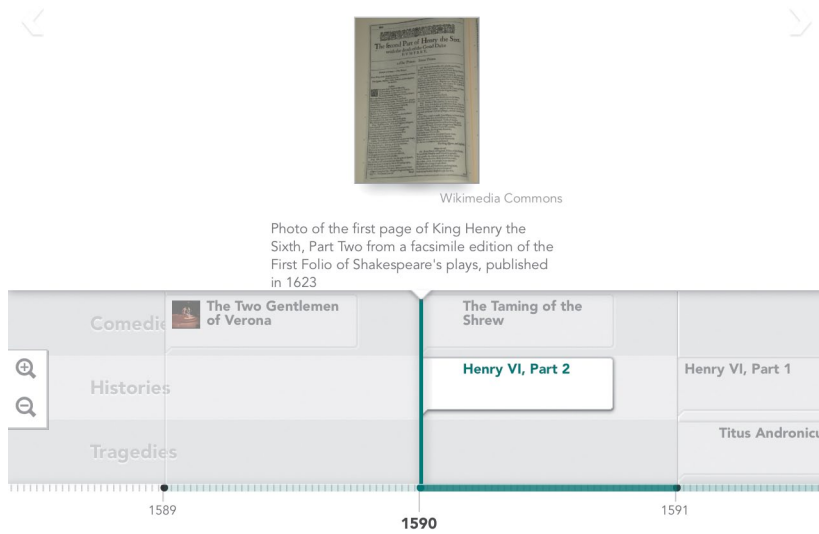 The Second Part of Henry the Sixt,
Wikimedia Commons
Photo of the first page of King Henry the
Sixth, Part Two from a facsimile edition of the
First Folio of Shakespeare's plays, published
in 1623
Comedie
The Two Gentlemen
of Verona
The Taming of the
Shrew
Histories
Henry VI, Part 2
Henry VI, Part 1
Tragedies
Titus Andronicu
1589
1590
1591